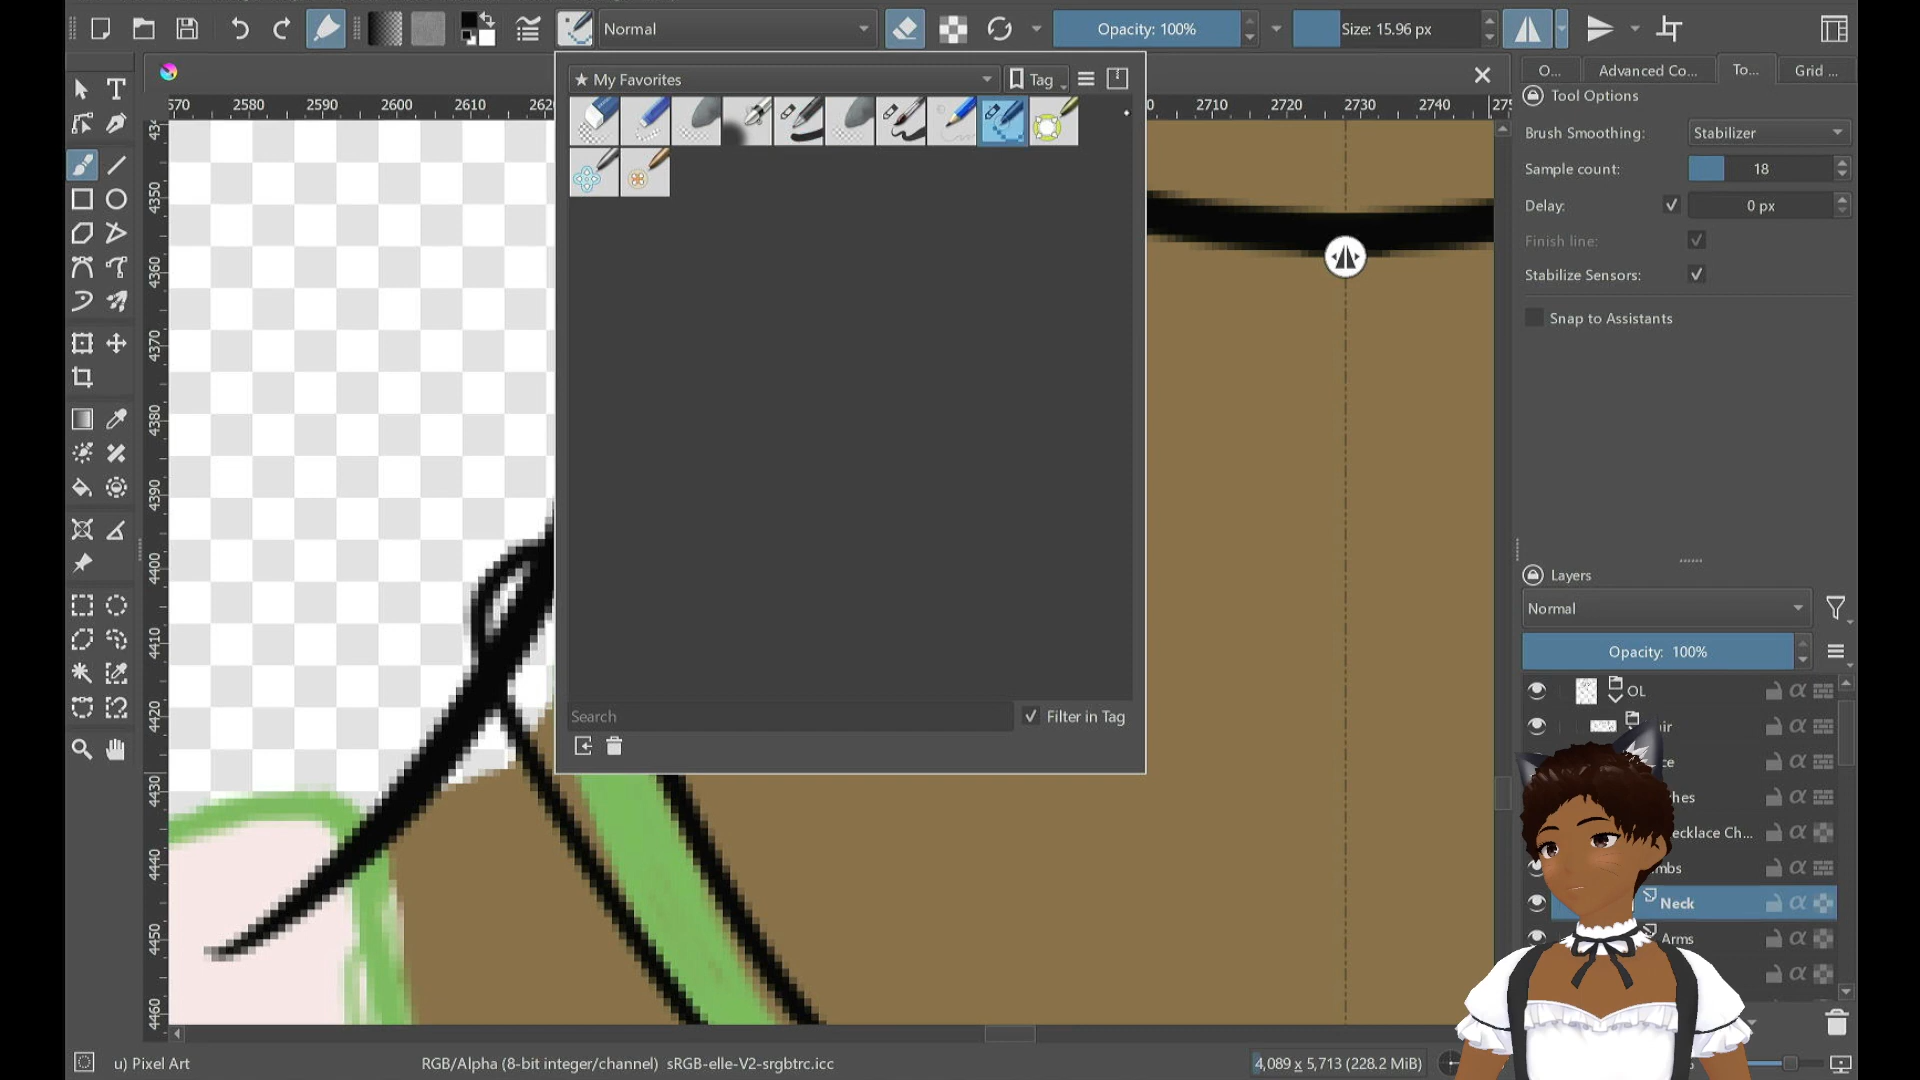 Normal
Opacity: 100%
Size: 15.96 px
My Favorites
Tag
O...
Advanced Co...
To...
Grid ...
570
2580
2590
2600
2610
2620
2710
2720
2730
2740
Tool Options
Brush Smoothing:
Stabilizer
Sample count:
18
Delay:
0 px
Finish line:
Stabilize Sensors:
Snap to Assistants
4350
4360
4370
4380
4390
4400
4410
4420
4430
4440
4450
4460
Search
Filter in Tag
Layers
Normal
Opacity: 100%
OL
Neck
Arms
u) Pixel Art
RGB/Alpha (8-bit integer/channel) sRGB-elle-V2-srgbtrc.icc
4,089 x 5,713 (228.2 MiB)